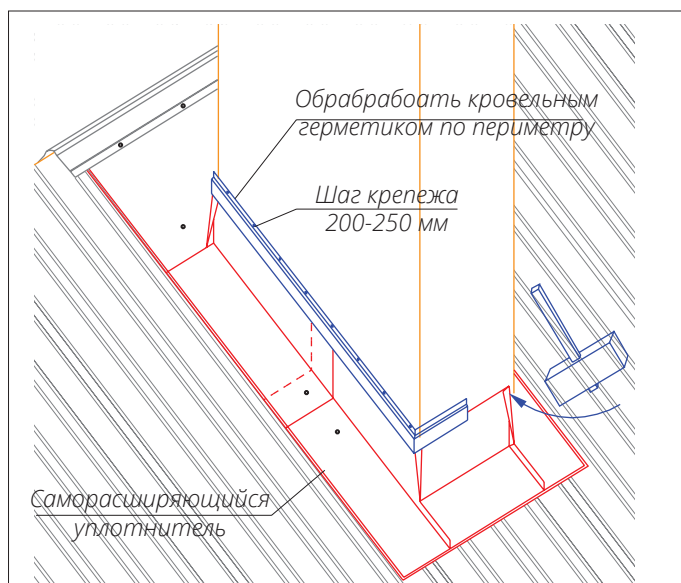 Обрабрабоать кровельным
герметиком по периметру
Шаг крепежа
200-250 мм
Саморасширяющийся
уплотнитель